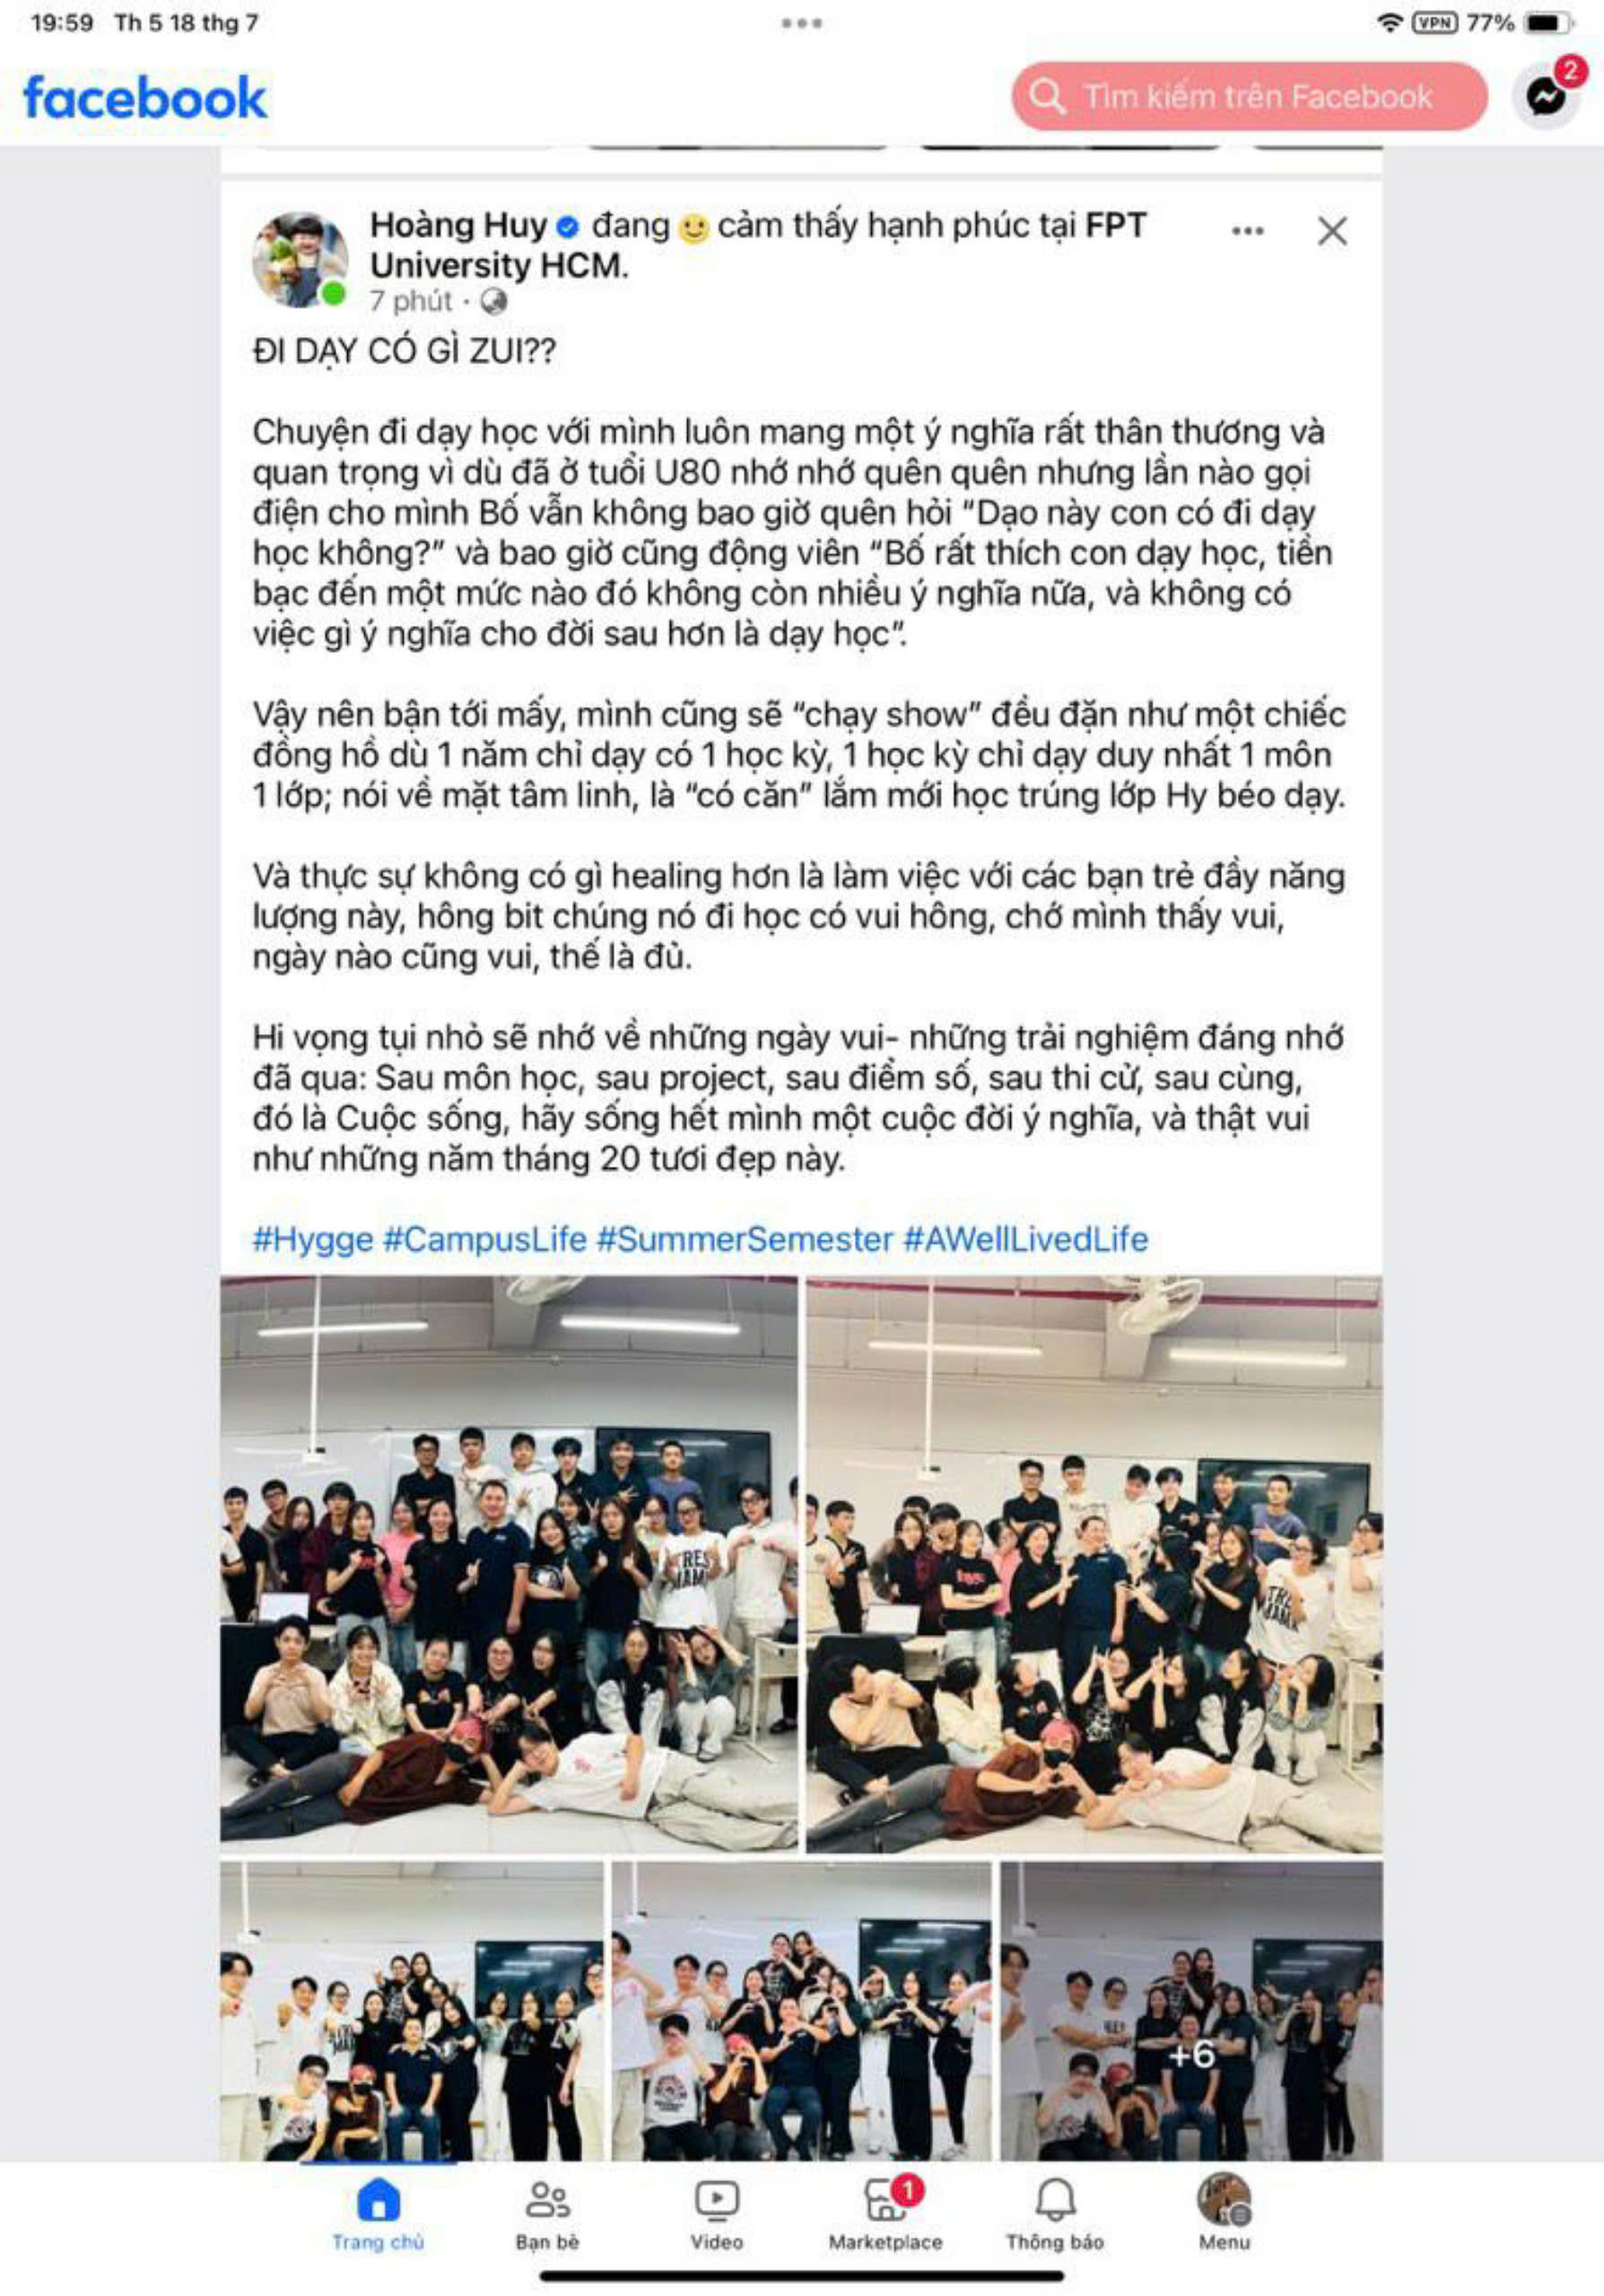 19:59 Th 5 18 thg 7
VPN 77%
facebook
Tìm kiếm trên Facebook
2
Hoàng Huy đang cảm thấy hạnh phúc tại FPT
University HCM.
7 phút ·
ĐI DẠY CÓ GÌ ZUI??
Chuyện đi dạy học với mình luôn mang một ý nghĩa rất thân thương và
quan trọng vì dù đã ở tuổi U80 nhớ nhớ quên quên nhưng lần nào gọi
điện cho mình Bố vẫn không bao giờ quên hỏi “Dạo này con có đi dạy
học không?” và bao giờ cũng động viên “Bố rất thích con dạy học, tiền
bạc đến một mức nào đó không còn nhiều ý nghĩa nữa, và không có
việc gì ý nghĩa cho đời sau hơn là dạy học”.
Vậy nên bận tới mấy, mình cũng sẽ “chạy show” đều đặn như một chiếc
đồng hồ dù 1 năm chỉ dạy có 1 học kỳ, 1 học kỳ chỉ dạy duy nhất 1 môn
1 lớp; nói về mặt tâm linh, là “có căn” lắm mới học trúng lớp Hy béo dạy.
Và thực sự không có gì healing hơn là làm việc với các bạn trẻ đầy năng
lượng này, hông bit chúng nó đi học có vui hông, chớ mình thấy vui,
ngày nào cũng vui, thế là đủ.
Hi vọng tụi nhỏ sẽ nhớ về những ngày vui- những trải nghiệm đáng nhớ
đã qua: Sau môn học, sau project, sau điểm số, sau thi cử, sau cùng,
đó là Cuộc sống, hãy sống hết mình một cuộc đời ý nghĩa, và thật vui
như những năm tháng 20 tươi đẹp này.
#Hygge #CampusLife #SummerSemester #AWellLivedLife
+6
1
Trang chủ
Bạn bè
Video
Marketplace
Thông báo
Menu